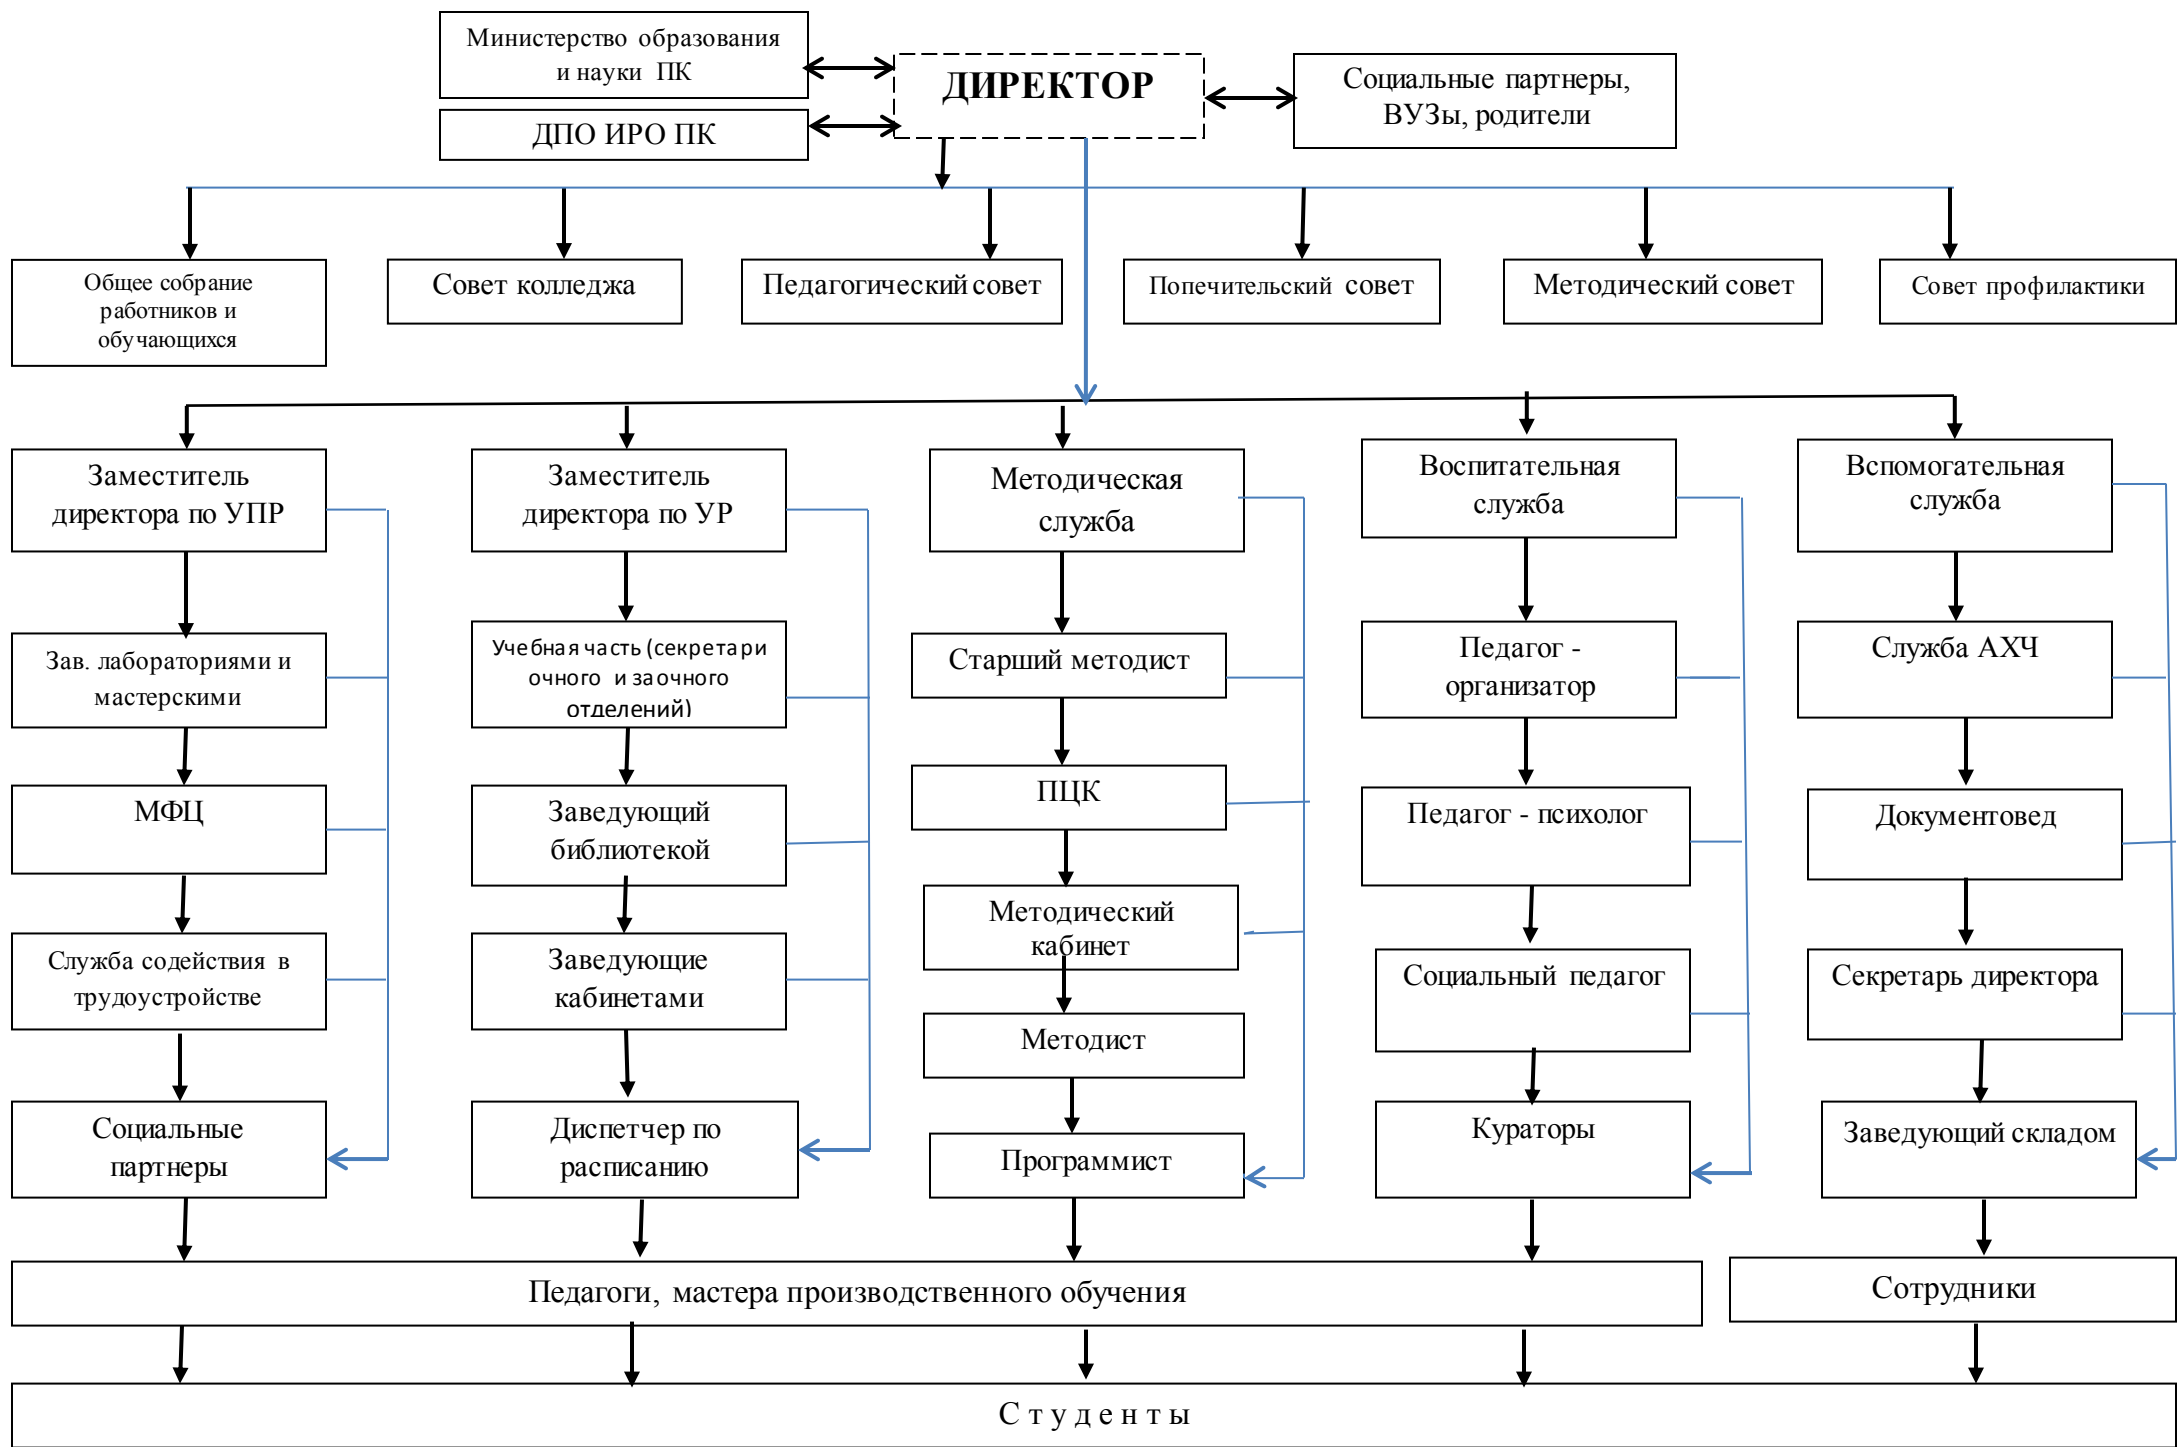 Министерство образования
и науки ПК
ДИРЕКТОР
Социальные партнеры,
ВУЗы, родители
ДПО ИРО ПК
Общее собрание
работников и
обучающихся
Совет колледжа
Педагогический совет
Попечительский совет
Методический совет
Совет профилактики
Заместитель
директора по УПР
Заместитель
директора по УР
Методическая
служба
Воспитательная
служба
Вспомогательная
служба
Зав. лабораториями и
мастерскими
Учебная часть (секретари
очного и заочного
отделений)
Старший методист
Педагог -
организатор
Служба АХЧ
МФЦ
Заведующий
библиотекой
ПЦК
Педагог - психолог
Документовед
Служба содействия в
трудоустройстве
Заведующие
кабинетами
Методический
кабинет
Социальный педагог
Секретарь директора
Методист
Социальные
партнеры
Диспетчер по
расписанию
Программист
Кураторы
Заведующий складом
Педагоги, мастера производственного обучения
Сотрудники
С т у д е н т ы